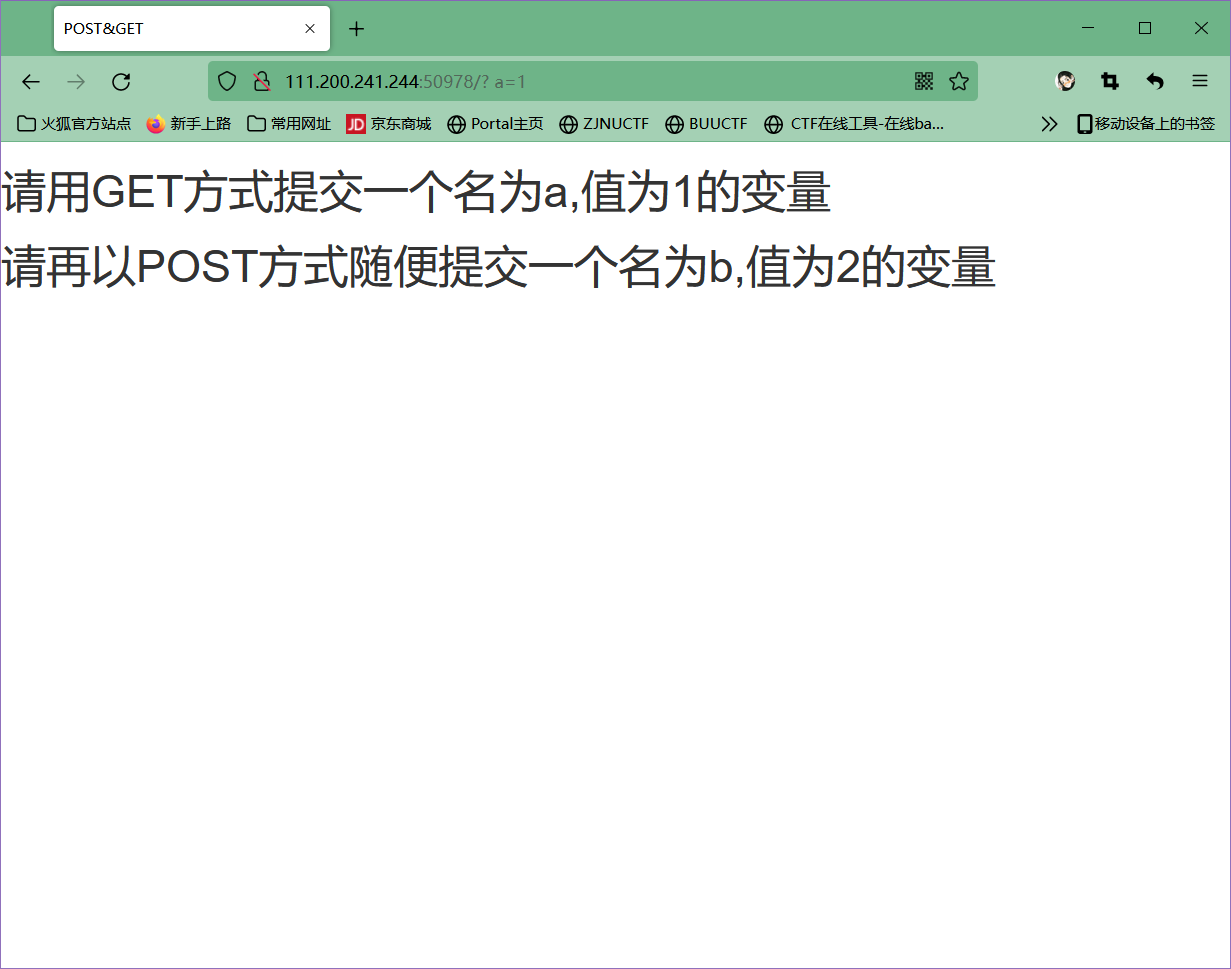 POST&GET
111.200.241.244:50978/? a=1
火狐官方站点 新手上路 常用网址 JD 京东商城 Portal主页 ZJNUCTF BUUCTF CTF在线工具-在线ba... 移动设备上的书签
请用GET方式提交一个名为a,值为1的变量
请再以POST方式随便提交一个名为b,值为2的变量